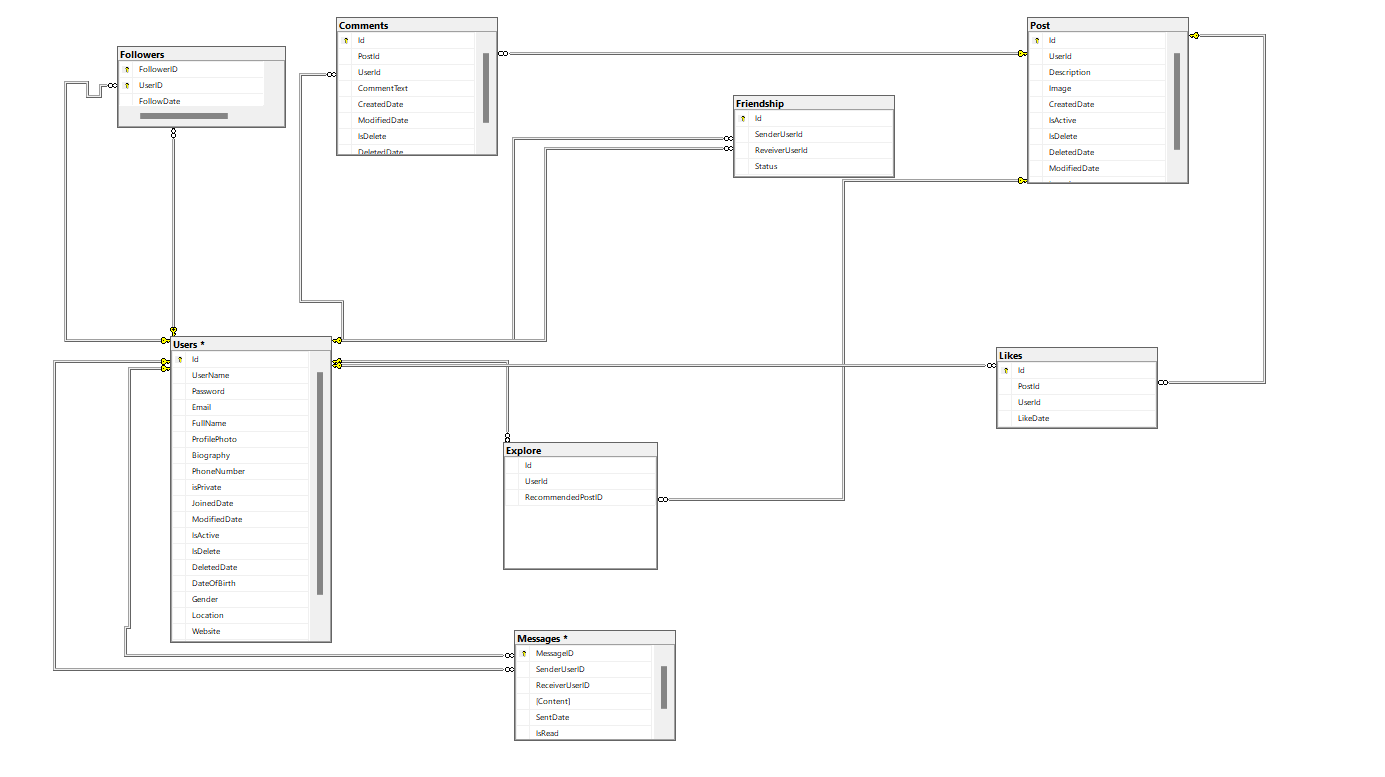 Followers
FollowerID
UserID
FollowDate
Comments
Id
PostId
UserId
CommentText
CreatedDate
ModifiedDate
IsDelete
DeletedDate
Friendship
Id
SenderUserId
ReveiverUserId
Status
Post
Id
UserId
Description
Image
CreatedDate
IsActive
IsDelete
DeletedDate
ModifiedDate
Users *
Id
UserName
Password
Email
FullName
ProfilePhoto
Biography
PhoneNumber
isPrivate
JoinedDate
ModifiedDate
IsActive
IsDelete
DeletedDate
DateOfBirth
Gender
Location
Website
Likes
Id
PostId
UserId
LikeDate
Explore
Id
UserId
RecommendedPostID
Messages *
MessageID
SenderUserID
ReceiverUserID
[Content]
SentDate
IsRead